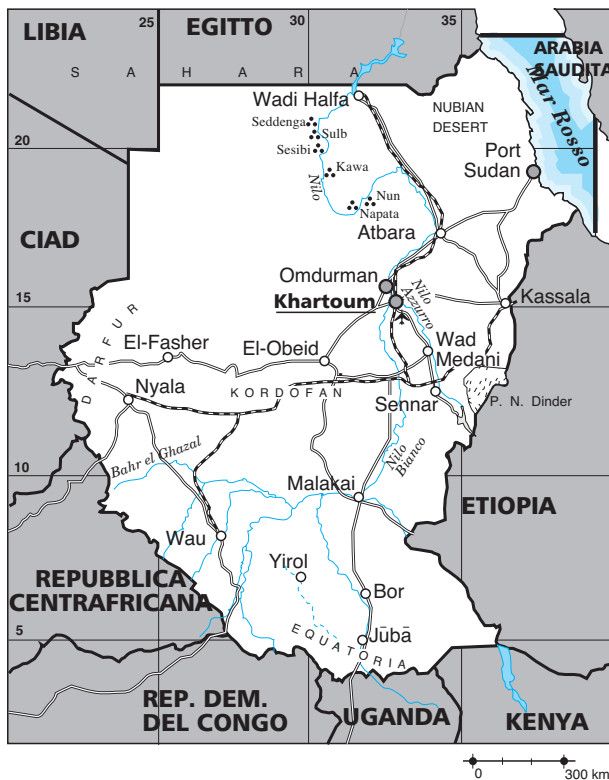 25
30
35
LIBIA
EGITTO
ARABIA
SAUDITA
S A H A R A
Mar Rosso
Wadi Halfa
NUBIAN
DESERT
Seddenga
Sulb
Sesibi
20
Port
Sudan
Kawa
Nilo
Nun
Napata
Atbara
CIAD
Omdurman
Khartoum
Nilo
Azzurro
Kassala
15
DARFUR
El-Fasher
El-Obeid
Wad
Medani
Nyala
KORDOFAN
Sennar
P. N. Dinder
Bahr el Ghazal
Nilo
Bianco
10
Malakai
ETIOPIA
Wau
Yirol
REPUBBLICA
CENTRAFRICANA
Bor
EQUATORIA
Jūbā
5
REP. DEM.
DEL CONGO
UGANDA
KENYA
0
300 km